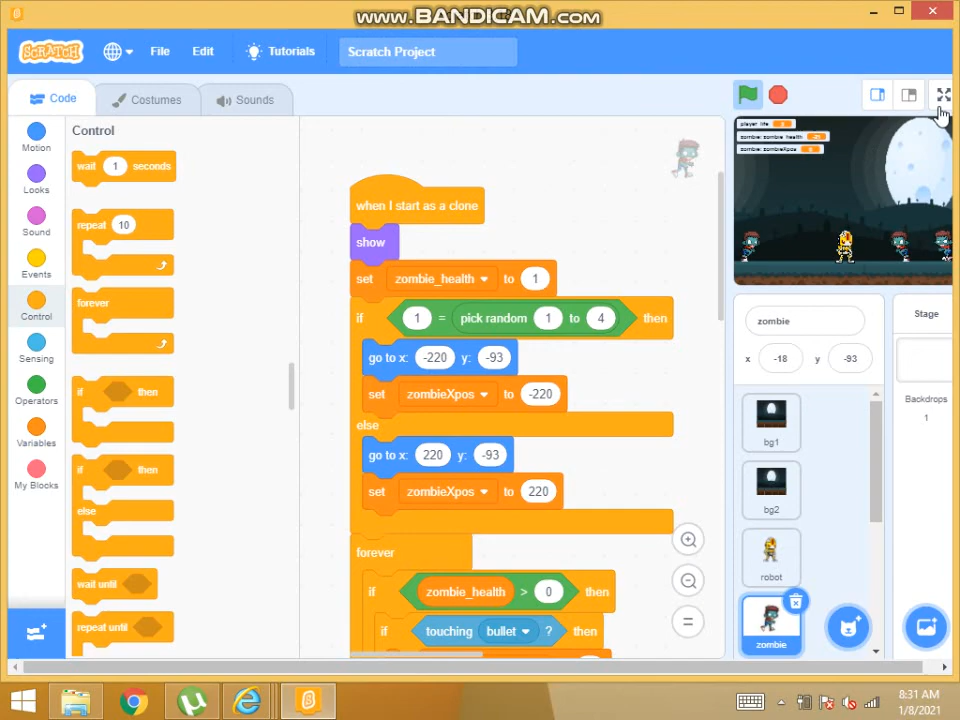 www.BANDICAM.com
SCRATCH File Edit Tutorials Scratch Project
Code Costumes Sounds
Motion
Looks
Sound
Events
Control
Sensing
Operators
Variables
My Blocks
Control
wait 1 seconds
repeat 10
forever
if then
if then
else
wait until
repeat until
when I start as a clone
show
set zombie_health to 1
if 1 = pick random 1 to 4 then
go to x: -220 y: -93
set zombieXpos to -220
else
go to x: 220 y: -93
set zombieXpos to 220
forever
if zombie_health > 0 then
if touching bullet ? then
player life
zombie: zombie_health
zombie: zombieXpos
zombie
x -18 y -93
bg1
bg2
robot
zombie
Stage
Backdrops
1
8:31 AM
1/8/2021